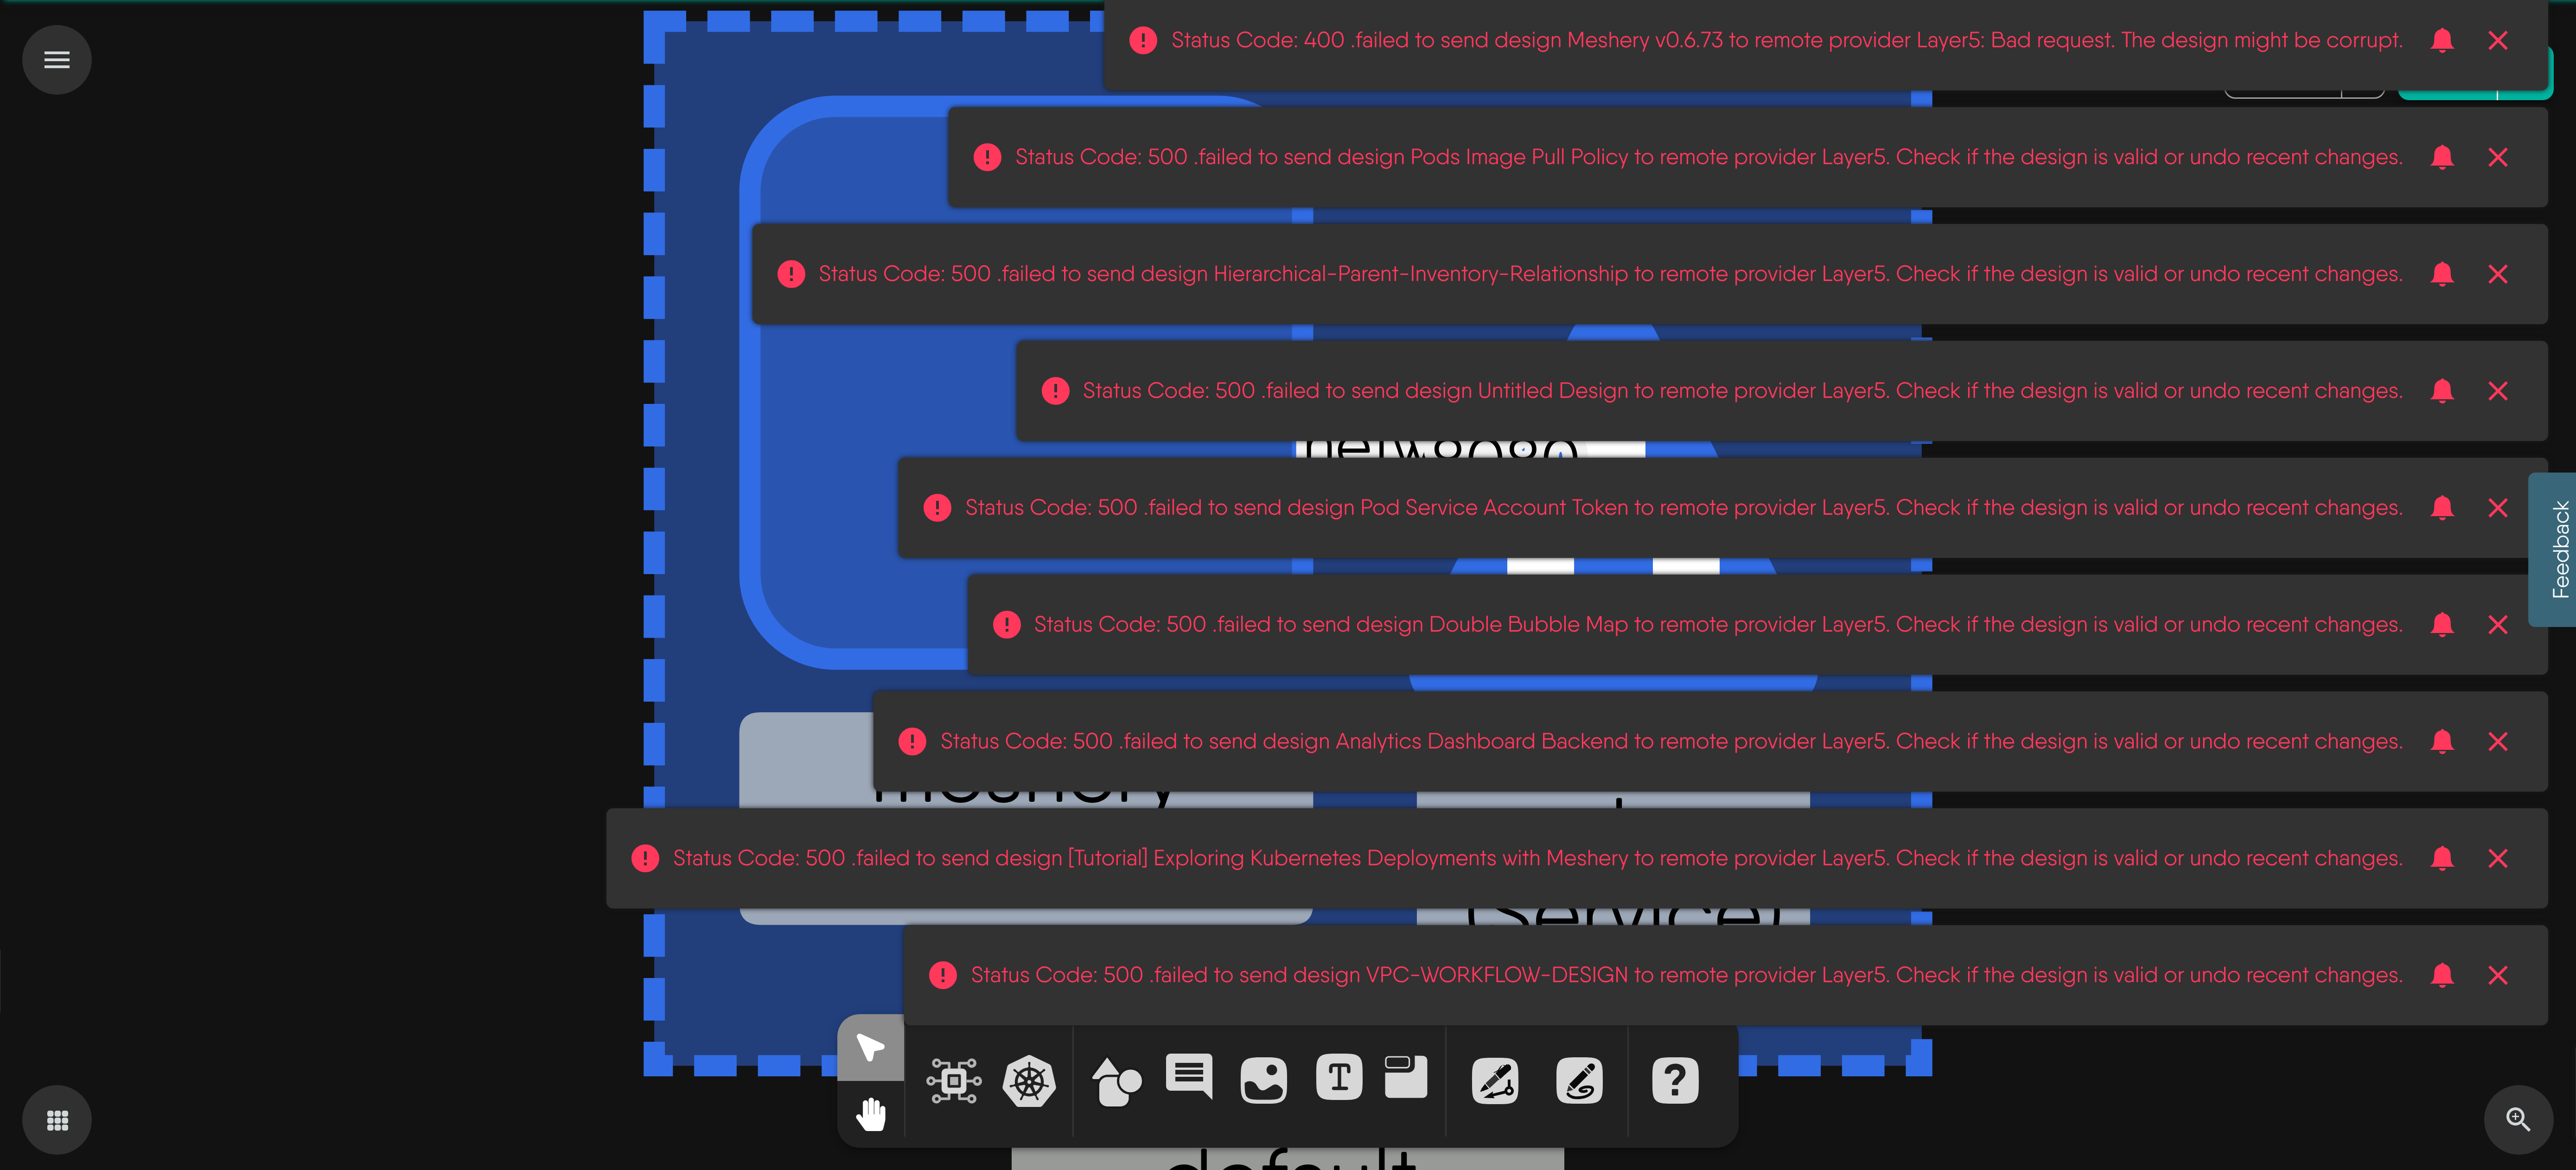 Status Code: 400 .failed to send design Meshery v0.6.73 to remote provider Layer5: Bad request. The design might be corrupt.
Status Code: 500 .failed to send design Pods Image Pull Policy to remote provider Layer5. Check if the design is valid or undo recent changes.
Status Code: 500 .failed to send design Hierarchical-Parent-Inventory-Relationship to remote provider Layer5. Check if the design is valid or undo recent changes.
Status Code: 500 .failed to send design Untitled Design to remote provider Layer5. Check if the design is valid or undo recent changes.
Status Code: 500 .failed to send design Pod Service Account Token to remote provider Layer5. Check if the design is valid or undo recent changes.
Feedback
Status Code: 500 .failed to send design Double Bubble Map to remote provider Layer5. Check if the design is valid or undo recent changes.
Status Code: 500 .failed to send design Analytics Dashboard Backend to remote provider Layer5. Check if the design is valid or undo recent changes.
meshery
Status Code: 500 .failed to send design [Tutorial] Exploring Kubernetes Deployments with Meshery to remote provider Layer5. Check if the design is valid or undo recent changes.
(service)
Status Code: 500 .failed to send design VPC-WORKFLOW-DESIGN to remote provider Layer5. Check if the design is valid or undo recent changes.
T
?
default